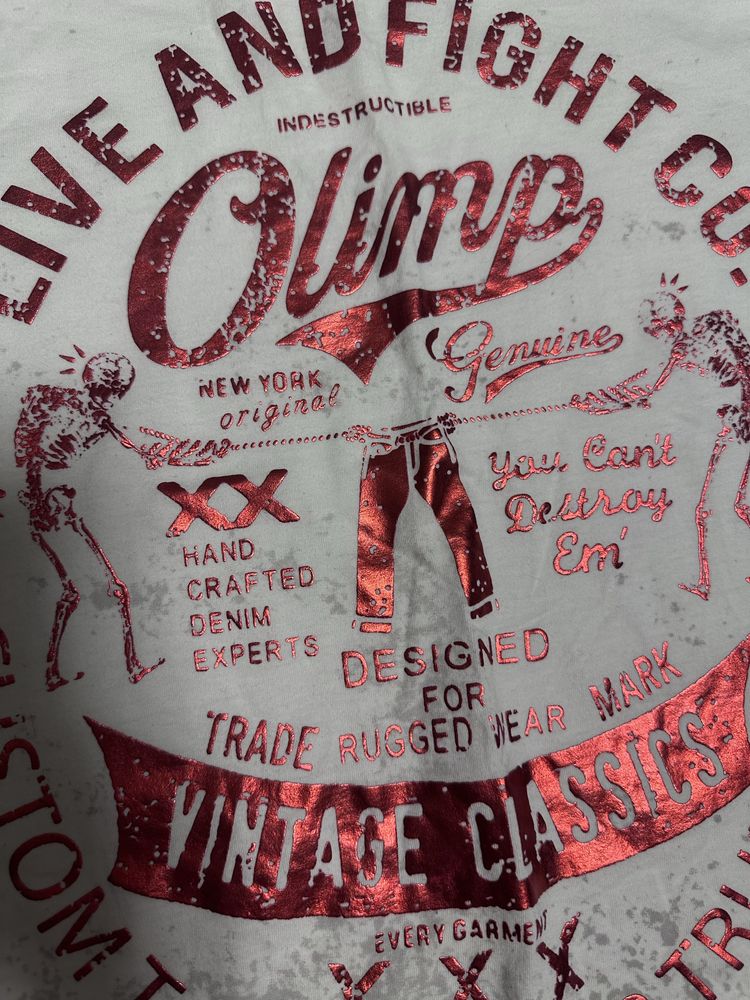 LIVE AND FIGHT CO.
INDESTRUCTIBLE
Olimp
Genuine
NEW YORK
original
You Can't
Destroy
Em'
XX
HAND
CRAFTED
DENIM
EXPERTS
DESIGNED
FOR
TRADE RUGGED WEAR MARK
VINTAGE CLASSICS
EVERY GARMENT
XXX